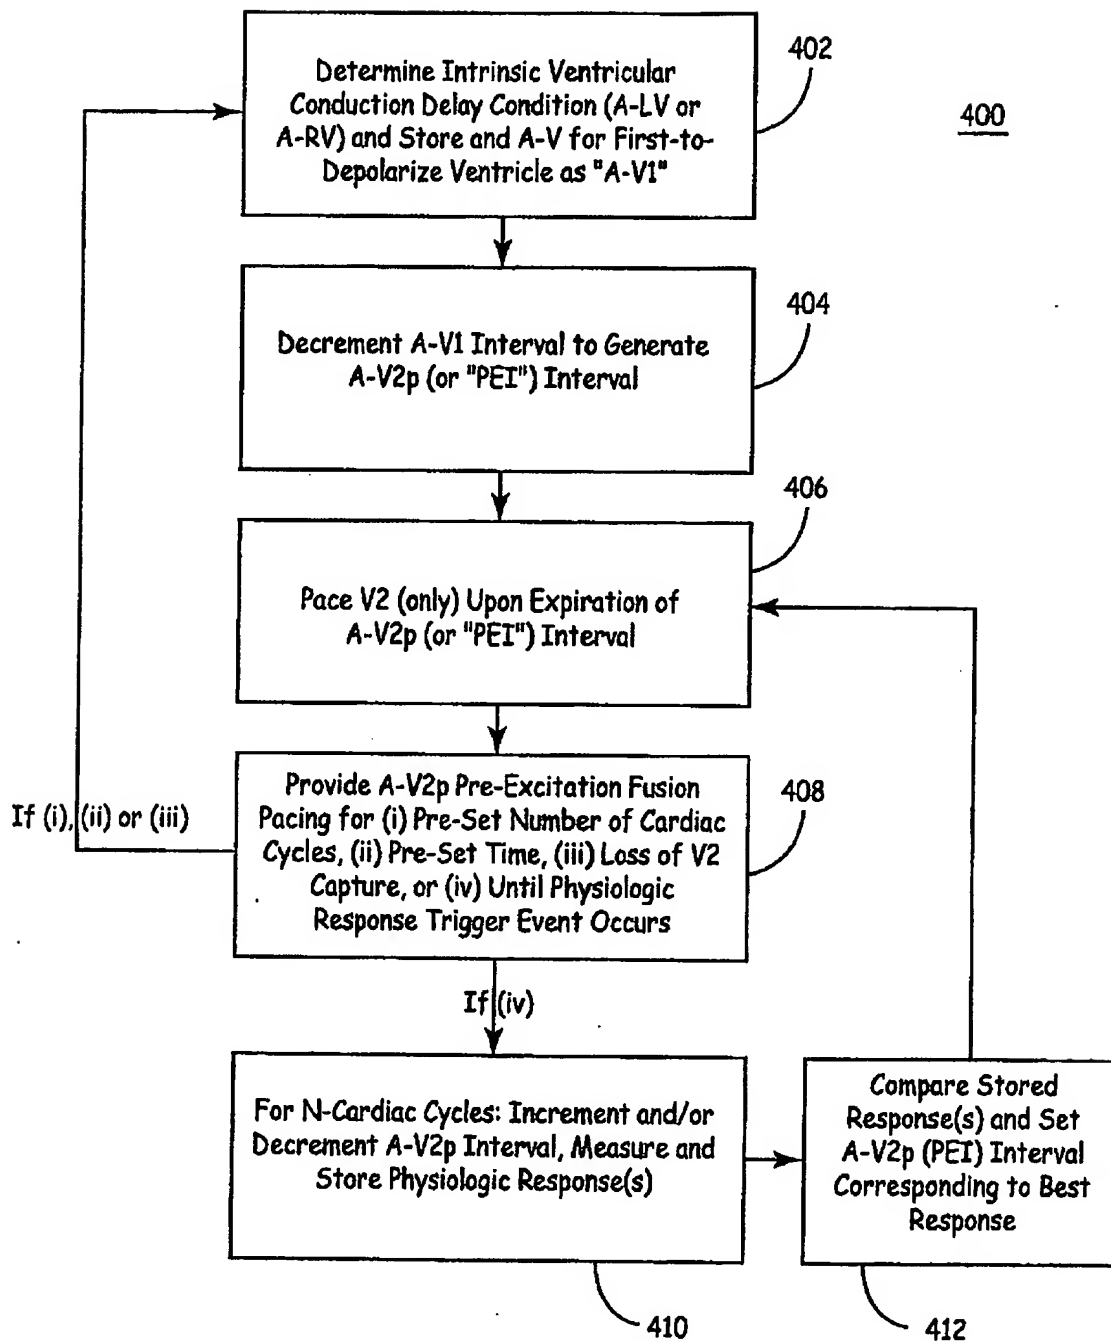 Determine Intrinsic Ventricular
Conduction Delay Condition (A-LV or
A-RV) and Store and A-V for First-to-
Depolarize Ventricle as "A-V1"
402
400
Decrement A-V1 Interval to Generate
A-V2p (or "PEI") Interval
404
Pace V2 (only) Upon Expiration of
A-V2p (or "PEI") Interval
406
Provide A-V2p Pre-Excitation Fusion
Pacing for (i) Pre-Set Number of Cardiac
Cycles, (ii) Pre-Set Time, (iii) Loss of V2
Capture, or (iv) Until Physiologic
Response Trigger Event Occurs
408
If (i), (ii) or (iii)
If (iv)
For N-Cardiac Cycles: Increment and/or
Decrement A-V2p Interval, Measure and
Store Physiologic Response(s)
410
Compare Stored
Response(s) and Set
A-V2p (PEI) Interval
Corresponding to Best
Response
412